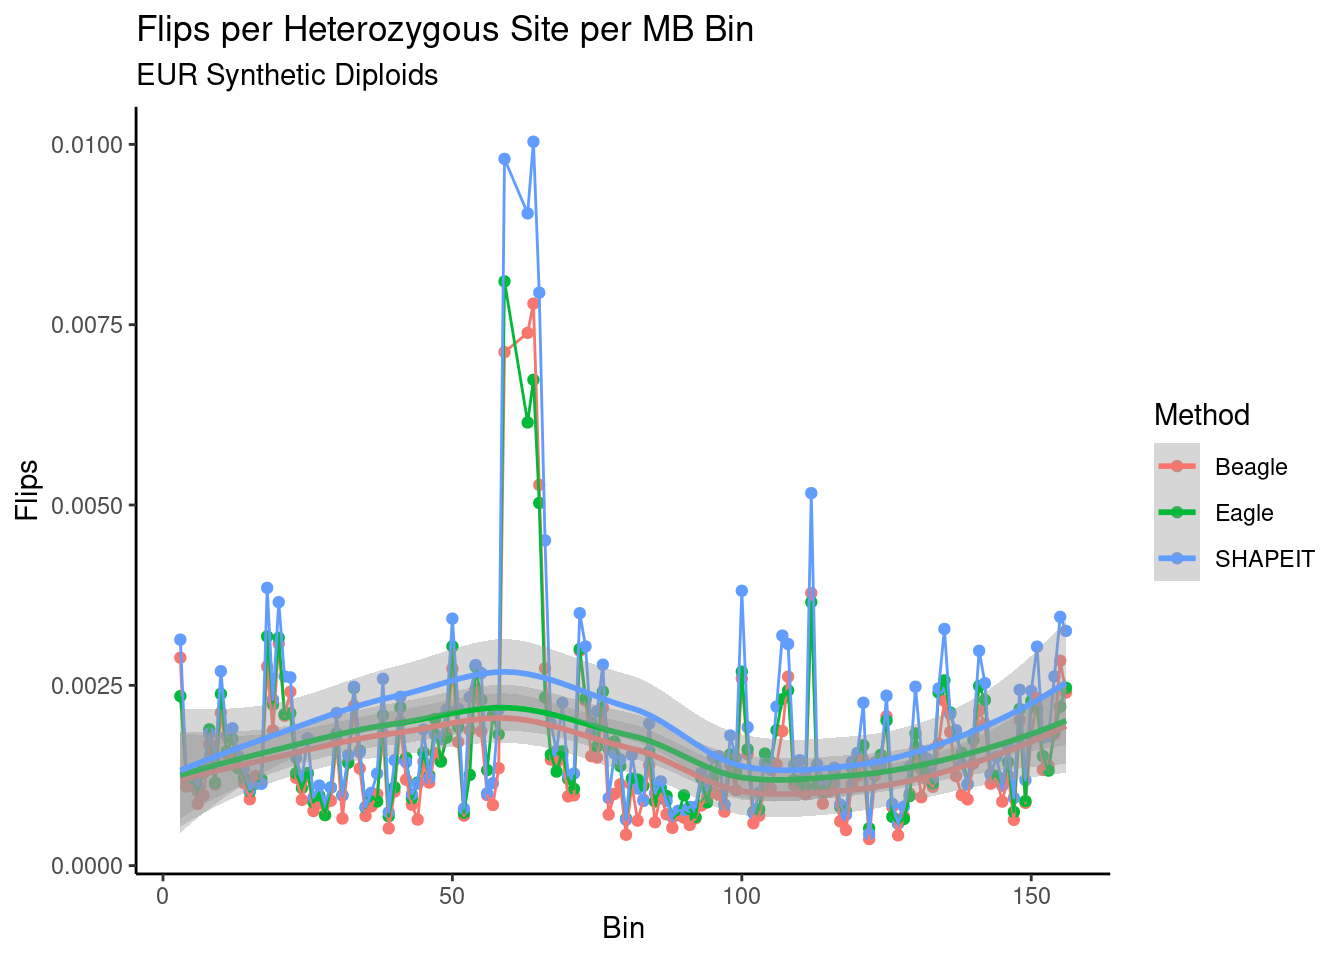 Flips per Heterozygous Site per MB Bin
EUR Synthetic Diploids
0.0100
0.0075
0.0050
0.0025
0.0000
Flips
0
50
100
150
Bin
Method
Beagle
Eagle
SHAPEIT